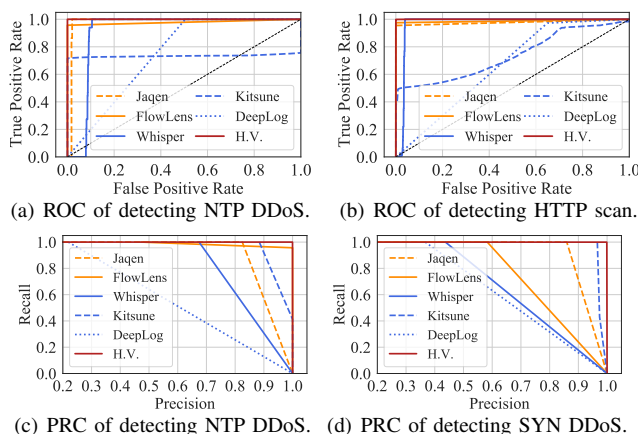 True Positive Rate
1.0
0.8
0.6
0.4
0.2
0.0
0.0 0.2 0.4 0.6 0.8 1.0
False Positive Rate
Jaqen
FlowLens
Whisper
Kitsune
DeepLog
H.V.
(a) ROC of detecting NTP DDoS.
True Positive Rate
1.0
0.8
0.6
0.4
0.2
0.0
0.0 0.2 0.4 0.6 0.8 1.0
False Positive Rate
Jaqen
FlowLens
Whisper
Kitsune
DeepLog
H.V.
(b) ROC of detecting HTTP scan.
Recall
1.0
0.8
0.6
0.4
0.2
0.0
0.2 0.3 0.4 0.5 0.6 0.7 0.8 0.9 1.0
Precision
Jaqen
FlowLens
Whisper
Kitsune
DeepLog
H.V.
(c) PRC of detecting NTP DDoS.
Recall
1.0
0.8
0.6
0.4
0.2
0.0
0.2 0.3 0.4 0.5 0.6 0.7 0.8 0.9 1.0
Precision
Jaqen
FlowLens
Whisper
Kitsune
DeepLog
H.V.
(d) PRC of detecting SYN DDoS.